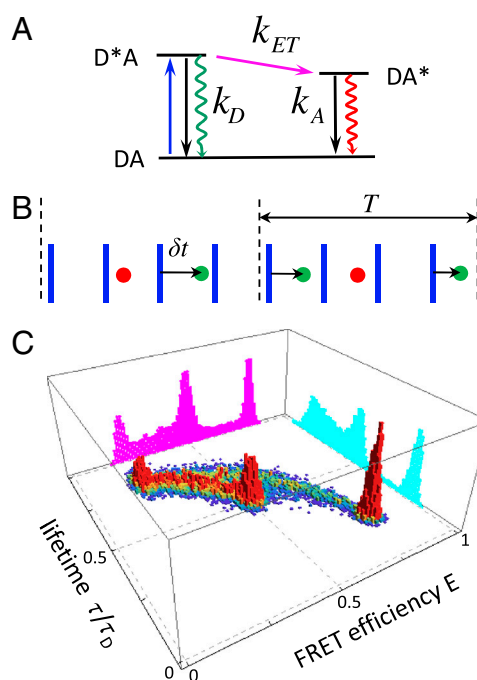 A
k_ET
D*A
DA*
k_D
k_A
DA
B
T
δt
C
lifetime τ/τ_D
0.5
0
0
0.5
1
FRET efficiency E